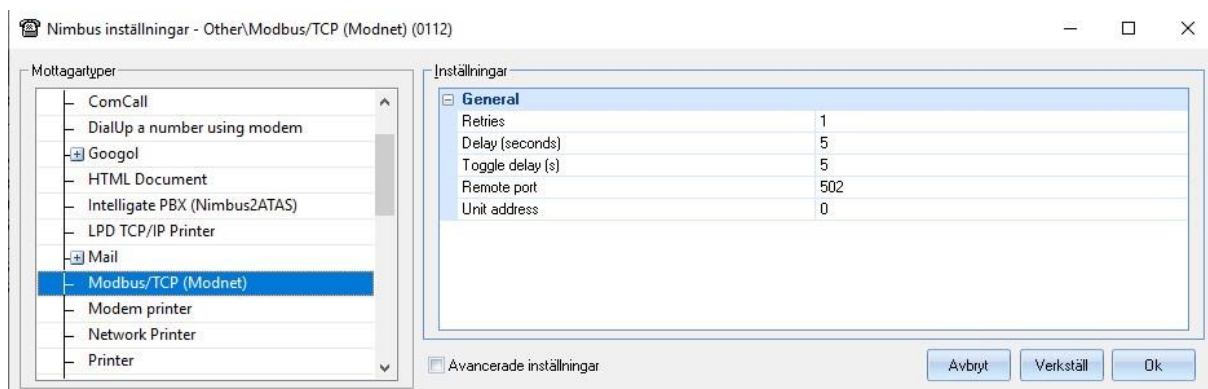 Nimbus inställningar - Other\Modbus/TCP (Modnet) (0112)
Mottagartyper
ComCall
DialUp a number using modem
Googol
HTML Document
Intelligate PBX (Nimbus2ATAS)
LPD TCP/IP Printer
Mail
Modbus/TCP (Modnet)
Modem printer
Network Printer
Printer
Inställningar
General
Retries 1
Delay (seconds) 5
Toggle delay (s) 5
Remote port 502
Unit address 0
Avancerade inställningar
Avbryt Verkställ Ok